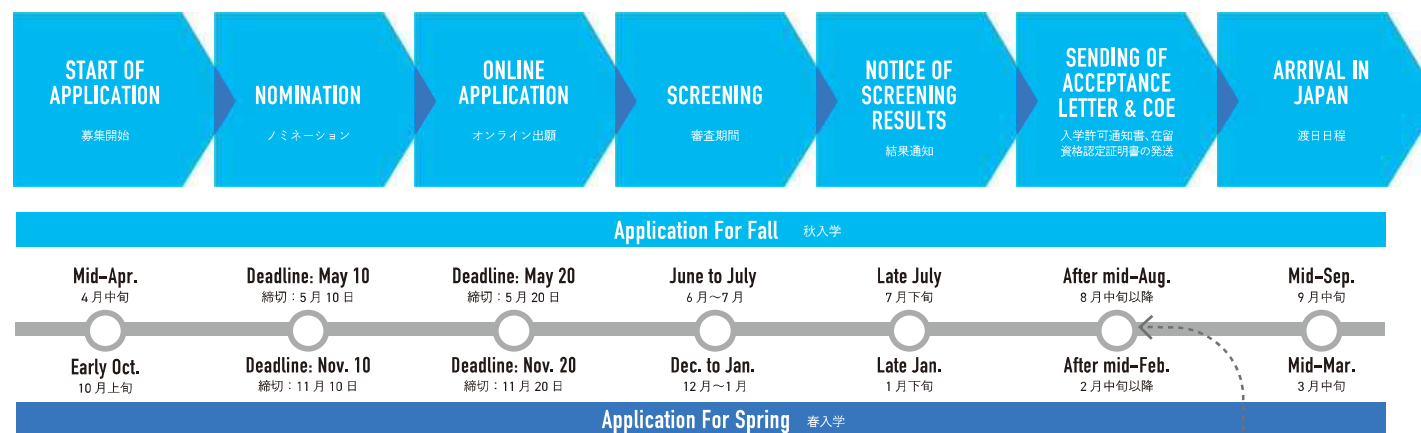 START OF
APPLICATION
募集開始
NOMINATION
ノミネーション
ONLINE
APPLICATION
オンライン出願
SCREENING
審査期間
NOTICE OF
SCREENING
RESULTS
結果通知
SENDING OF
ACCEPTANCE
LETTER & COE
入学許可通知書、在留
資格認定証明書の発送
ARRIVAL IN
JAPAN
渡日日程
Application For Fall 秋入学
Mid-Apr.
4月中旬
Deadline: May 10
締切：5月10日
Deadline: May 20
締切：5月20日
June to July
6月～7月
Late July
7月下旬
After mid-Aug.
8月中旬以降
Mid-Sep.
9月中旬
Early Oct.
10月上旬
Deadline: Nov. 10
締切：11月10日
Deadline: Nov. 20
締切：11月20日
Dec. to Jan.
12月～1月
Late Jan.
1月下旬
After mid-Feb.
2月中旬以降
Mid-Mar.
3月中旬
Application For Spring 春入学